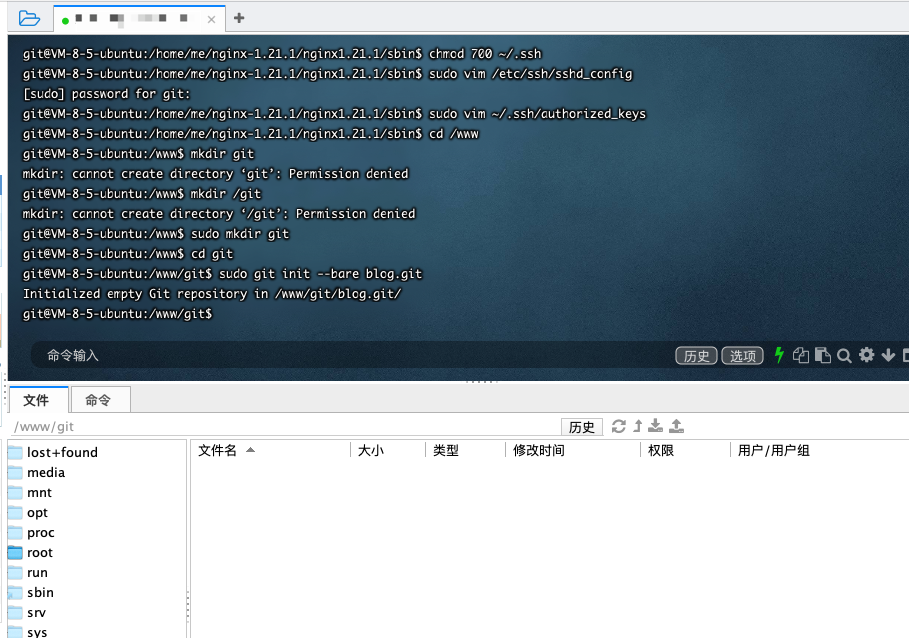 git@VM-8-5-ubuntu:/home/me/nginx-1.21.1/nginx1.21.1/sbin$ chmod 700 ~/.ssh
git@VM-8-5-ubuntu:/home/me/nginx-1.21.1/nginx1.21.1/sbin$ sudo vim /etc/ssh/sshd_config
[sudo] password for git:
git@VM-8-5-ubuntu:/home/me/nginx-1.21.1/nginx1.21.1/sbin$ sudo vim ~/.ssh/authorized_keys
git@VM-8-5-ubuntu:/home/me/nginx-1.21.1/nginx1.21.1/sbin$ cd /www
git@VM-8-5-ubuntu:/www$ mkdir git
mkdir: cannot create directory ‘git’: Permission denied
git@VM-8-5-ubuntu:/www$ mkdir /git
mkdir: cannot create directory ‘/git’: Permission denied
git@VM-8-5-ubuntu:/www$ sudo mkdir git
git@VM-8-5-ubuntu:/www$ cd git
git@VM-8-5-ubuntu:/www/git$ sudo git init --bare blog.git
Initialized empty Git repository in /www/git/blog.git/
git@VM-8-5-ubuntu:/www/git$
命令输入 历史 选项
文件 命令
/www/git 历史
文件名 大小 类型 修改时间 权限 用户/用户组
lost+found
media
mnt
opt
proc
root
run
sbin
srv
sys